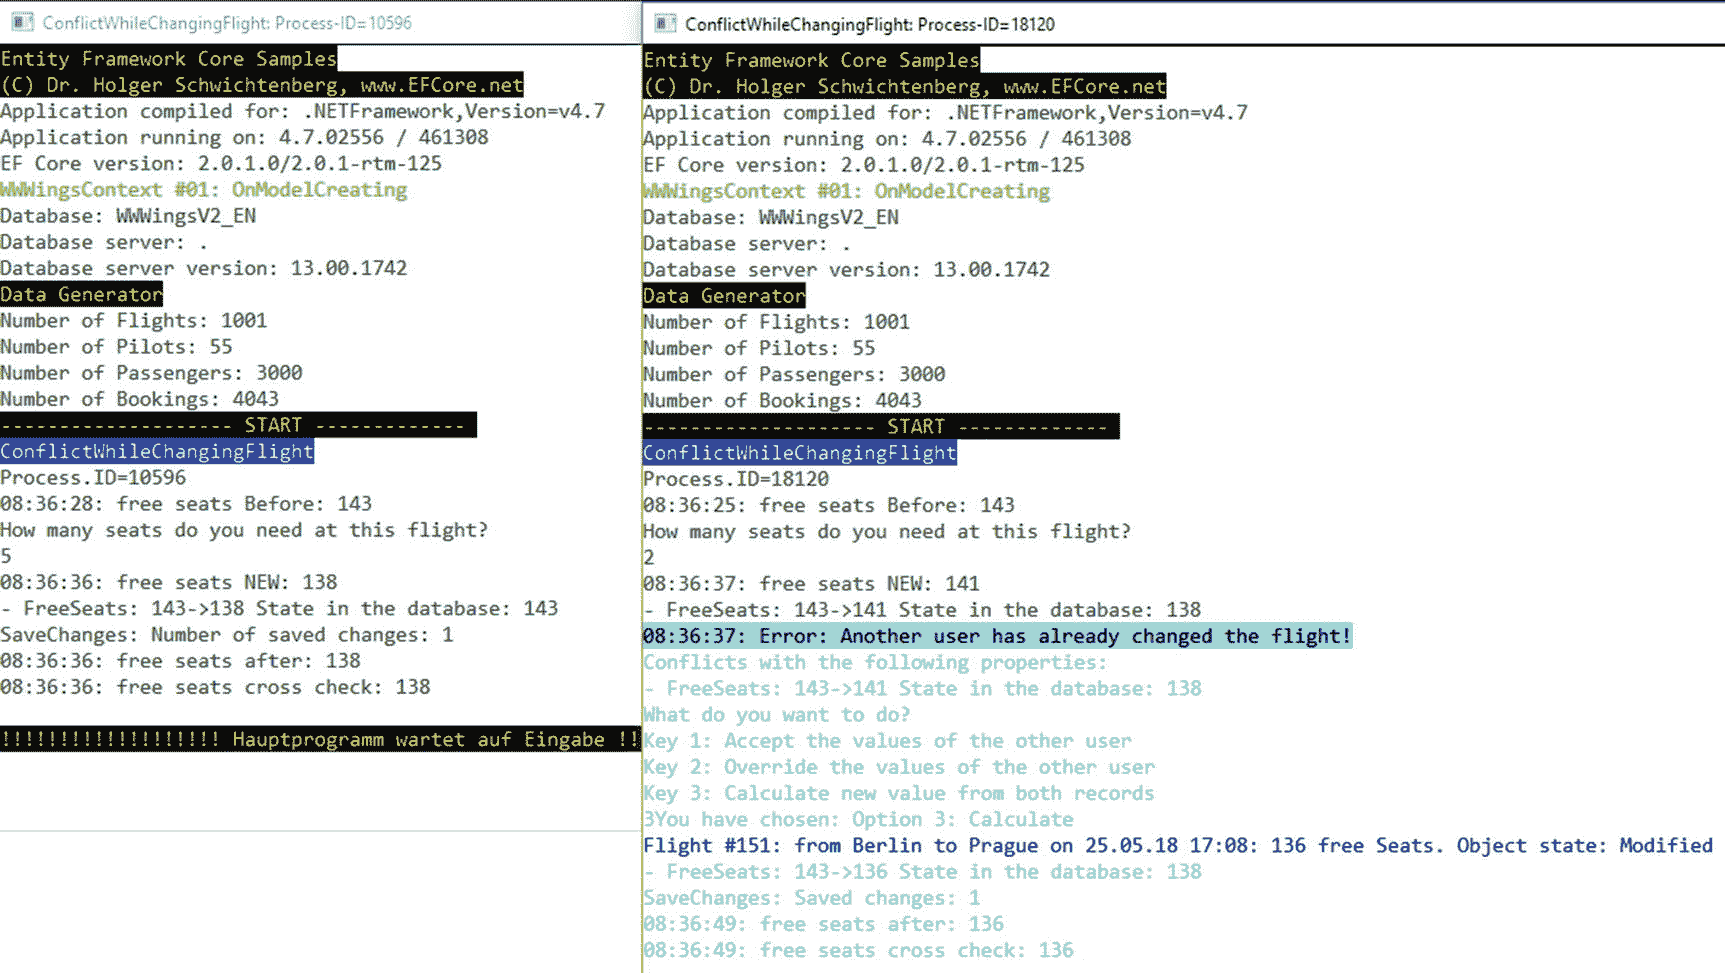 ConflictWhileChangingFlight: Process-ID=10596
Entity Framework Core Samples
(C) Dr. Holger Schwichtenberg, www.EFCore.net
Application compiled for: .NETFramework,Version=v4.7
Application running on: 4.7.02556 / 461308
EF Core version: 2.0.1.0/2.0.1-rtm-125
WWWingsContext #01: OnModelCreating
Database: WWWingsV2_EN
Database server: .
Database server version: 13.00.1742
Data Generator
Number of Flights: 1001
Number of Pilots: 55
Number of Passengers: 3000
Number of Bookings: 4043
-------------------- START -------------
ConflictWhileChangingFlight
Process.ID=10596
08:36:28: free seats Before: 143
How many seats do you need at this flight?
5
08:36:36: free seats NEW: 138
- FreeSeats: 143->138 State in the database: 143
SaveChanges: Number of saved changes: 1
08:36:36: free seats after: 138
08:36:36: free seats cross check: 138
!!!!!!!!!!!!!!!!!!! Hauptprogramm wartet auf Eingabe !!
ConflictWhileChangingFlight: Process-ID=18120
Entity Framework Core Samples
(C) Dr. Holger Schwichtenberg, www.EFCore.net
Application compiled for: .NETFramework,Version=v4.7
Application running on: 4.7.02556 / 461308
EF Core version: 2.0.1.0/2.0.1-rtm-125
WWWingsContext #01: OnModelCreating
Database: WWWingsV2_EN
Database server: .
Database server version: 13.00.1742
Data Generator
Number of Flights: 1001
Number of Pilots: 55
Number of Passengers: 3000
Number of Bookings: 4043
-------------------- START -------------
ConflictWhileChangingFlight
Process.ID=18120
08:36:25: free seats Before: 143
How many seats do you need at this flight?
2
08:36:37: free seats NEW: 141
- FreeSeats: 143->141 State in the database: 138
08:36:37: Error: Another user has already changed the flight!
Conflicts with the following properties:
- FreeSeats: 143->141 State in the database: 138
What do you want to do?
Key 1: Accept the values of the other user
Key 2: Override the values of the other user
Key 3: Calculate new value from both records
3You have chosen: Option 3: Calculate
Flight #151: from Berlin to Prague on 25.05.18 17:08: 136 free Seats. Object state: Modified
- FreeSeats: 143->136 State in the database: 138
SaveChanges: Saved changes: 1
08:36:49: free seats after: 136
08:36:49: free seats cross check: 136